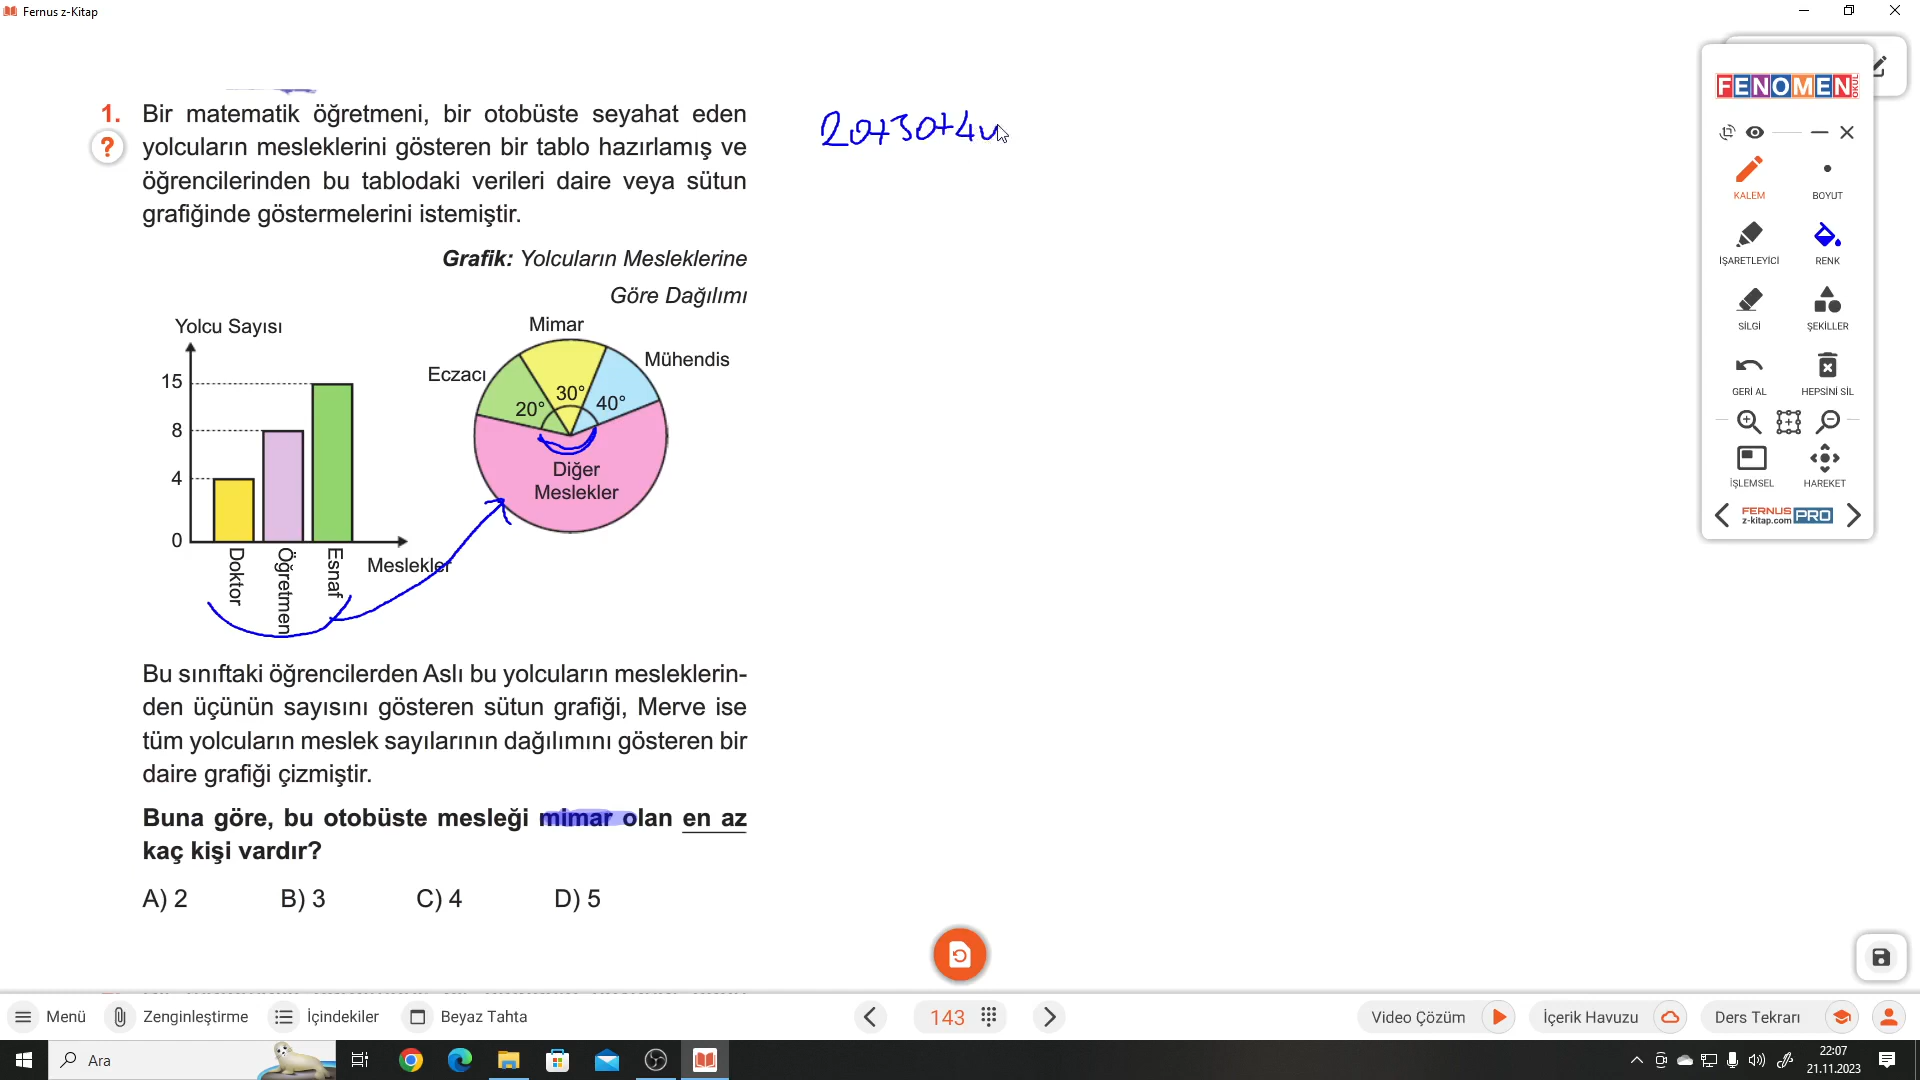 Fernus z-Kitap
1. Bir matematik öğretmeni, bir otobüste seyahat eden
? yolcuların mesleklerini gösteren bir tablo hazırlamış ve
öğrencilerinden bu tablodaki verileri daire veya sütun
grafiğinde göstermelerini istemiştir.
Grafik: Yolcuların Mesleklerine
Göre Dağılımı
Yolcu Sayısı
15
8
4
0
Doktor
Öğretmen
Esnaf
Meslekler
Mimar
Mühendis
Eczacı
20°
30°
40°
Diğer
Meslekler
Bu sınıftaki öğrencilerden Aslı bu yolcuların mesleklerin-
den üçünün sayısını gösteren sütun grafiği, Merve ise
tüm yolcuların meslek sayılarının dağılımını gösteren bir
daire grafiği çizmiştir.
Buna göre, bu otobüste mesleği mimar olan en az
kaç kişi vardır?
A) 2 B) 3 C) 4 D) 5
20+30+4
FENOMEN OKUL
KALEM BOYUT
İŞARETLEYİCİ RENK
SİLGİ ŞEKİLLER
GERİ AL HEPSİNİ SİL
İŞLEMSEL HAREKET
FERNUS z-kitap.com PRO
Menü Zenginleştirme İçindekiler Beyaz Tahta 143 Video Çözüm İçerik Havuzu Ders Tekrarı
Ara
22:07
21.11.2023